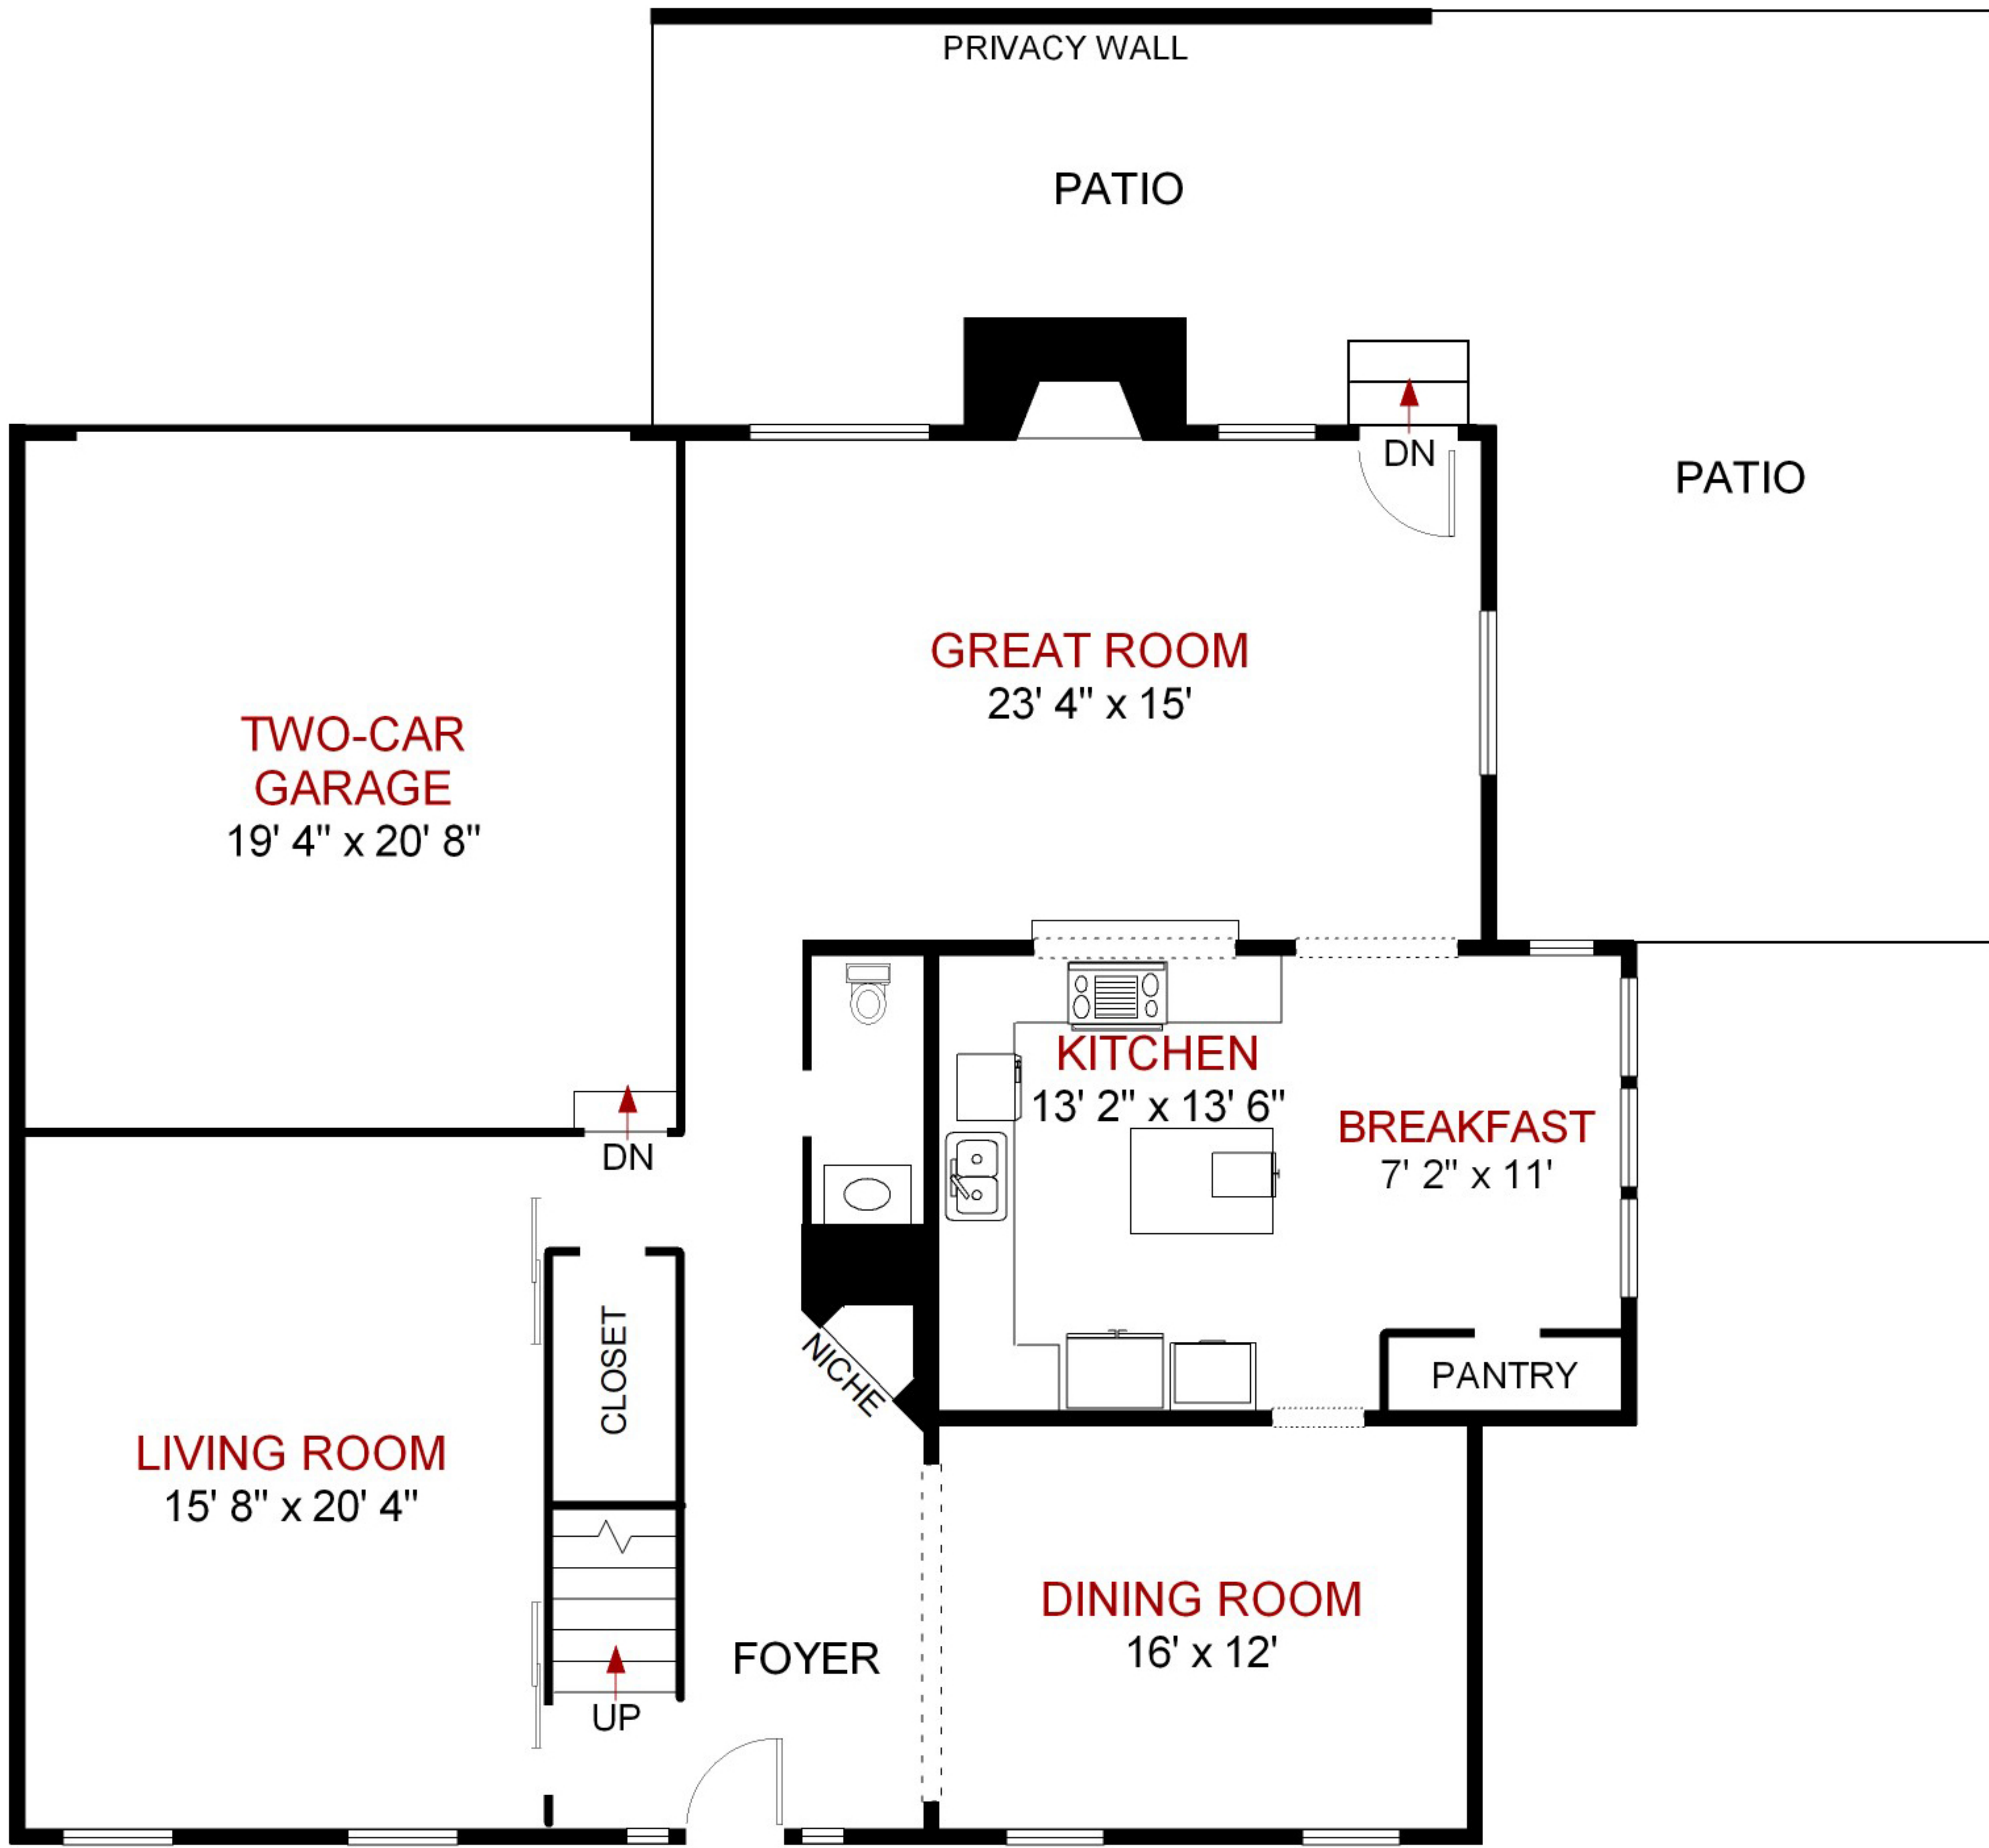 PRIVACY WALL
PATIO
DN
PATIO
GREAT ROOM
23' 4" x 15'
TWO-CAR
GARAGE
19' 4" x 20' 8"
KITCHEN
13' 2" x 13' 6"
BREAKFAST
7' 2" x 11'
DN
CLOSET
NICHE
PANTRY
LIVING ROOM
15' 8" x 20' 4"
DINING ROOM
16' x 12'
FOYER
UP